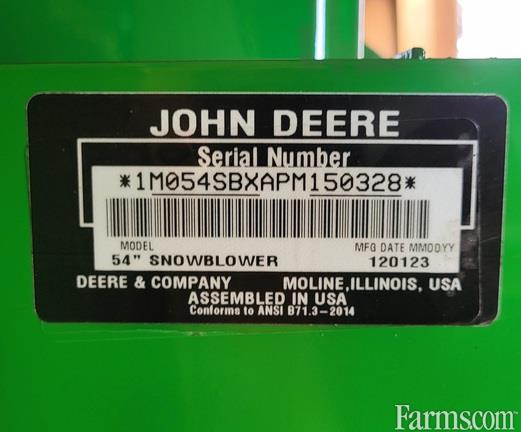 JOHN DEERE
Serial Number
*1M054SBXAPM150328*
MODEL MFG DATE MMDDYY
54" SNOWBLOWER 120123
DEERE & COMPANY MOLINE,ILLINOIS, USA
ASSEMBLED IN USA
Conforms to ANSI B71.3-2014
Farms.com